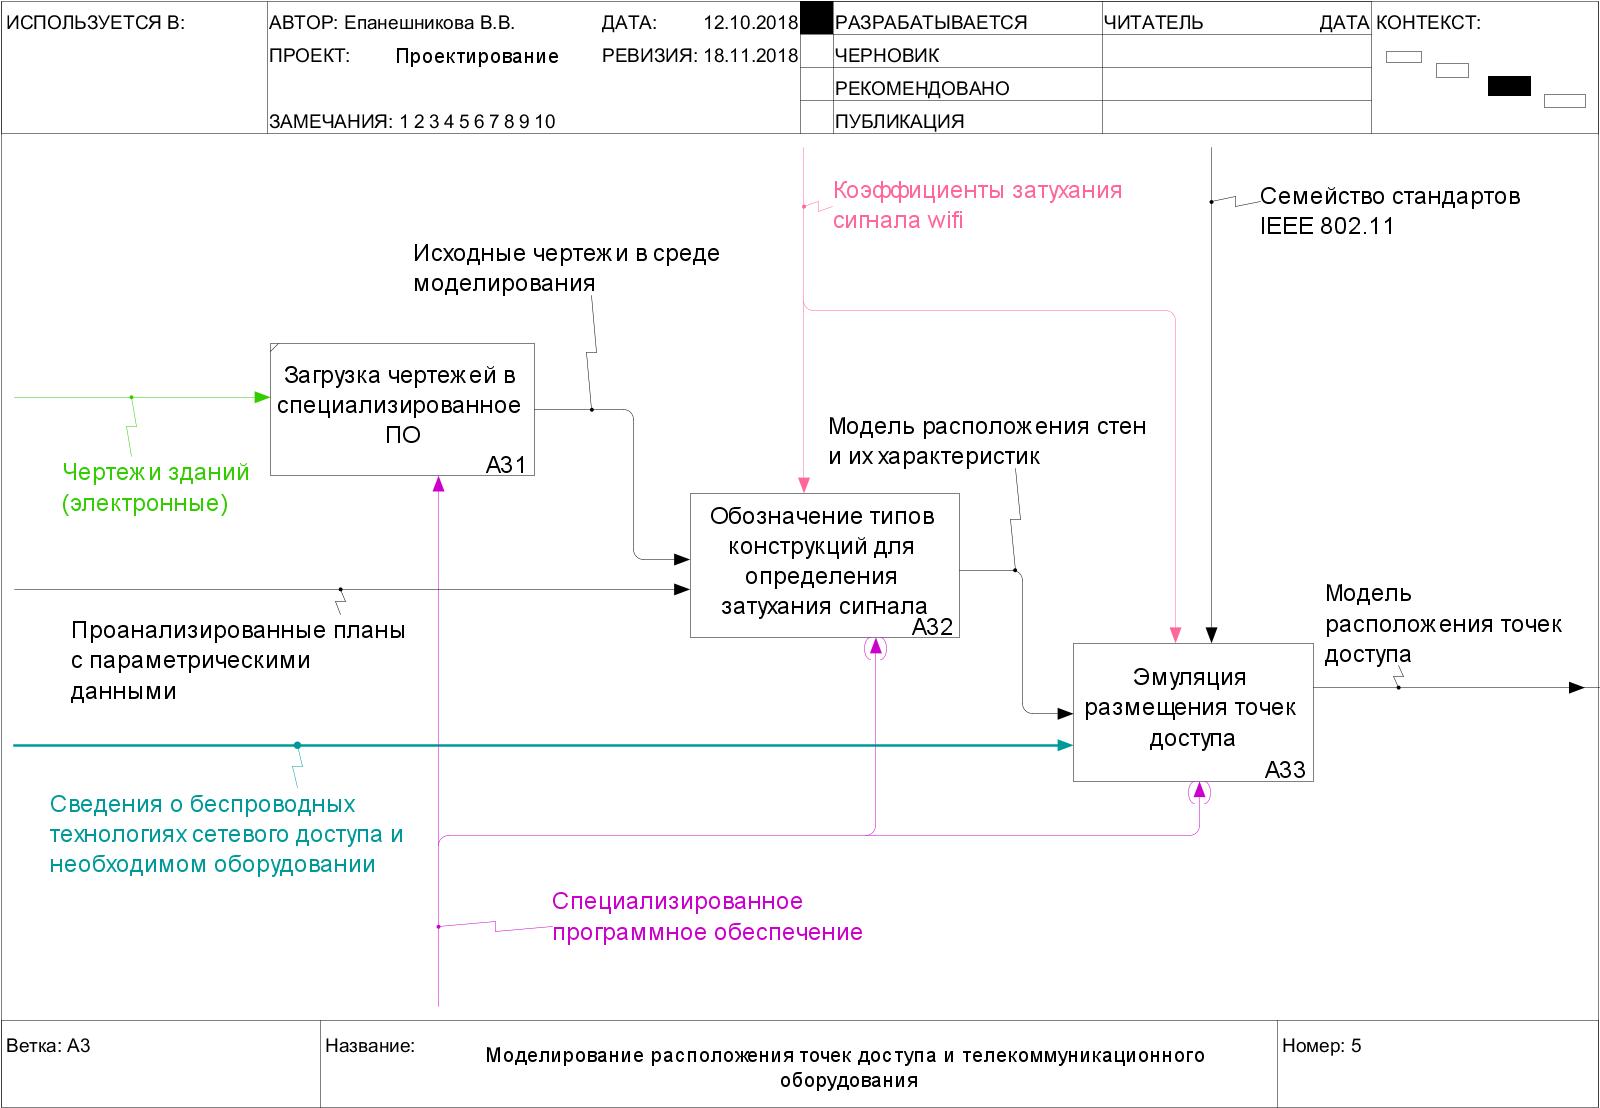 ИСПОЛЬЗУЕТСЯ В:
АВТОР: Епанешникова В.В.
ДАТА: 12.10.2018
ПРОЕКТ: Проектирование
РЕВИЗИЯ: 18.11.2018
ЗАМЕЧАНИЯ: 1 2 3 4 5 6 7 8 9 10
РАЗРАБАТЫВАЕТСЯ
ЧЕРНОВИК
РЕКОМЕНДОВАНО
ПУБЛИКАЦИЯ
ЧИТАТЕЛЬ
ДАТА
КОНТЕКСТ:
Коэффициенты затухания
сигнала wifi
Семейство стандартов
IEEE 802.11
Исходные чертежи в среде
моделирования
Загрузка чертежей в
специализированное
ПО
A31
Чертежи зданий
(электронные)
Модель расположения стен
и их характеристик
Обозначение типов
конструкций для
определения
затухания сигнала
A32
Проанализированные планы
с параметрическими
данными
Модель
расположения точек
доступа
Эмуляция
размещения точек
доступа
A33
Сведения о беспроводных
технологиях сетевого доступа и
необходимом оборудовании
Специализированное
программное обеспечение
Ветка: A3
Название:
Моделирование расположения точек доступа и телекоммуникационного
оборудования
Номер: 5